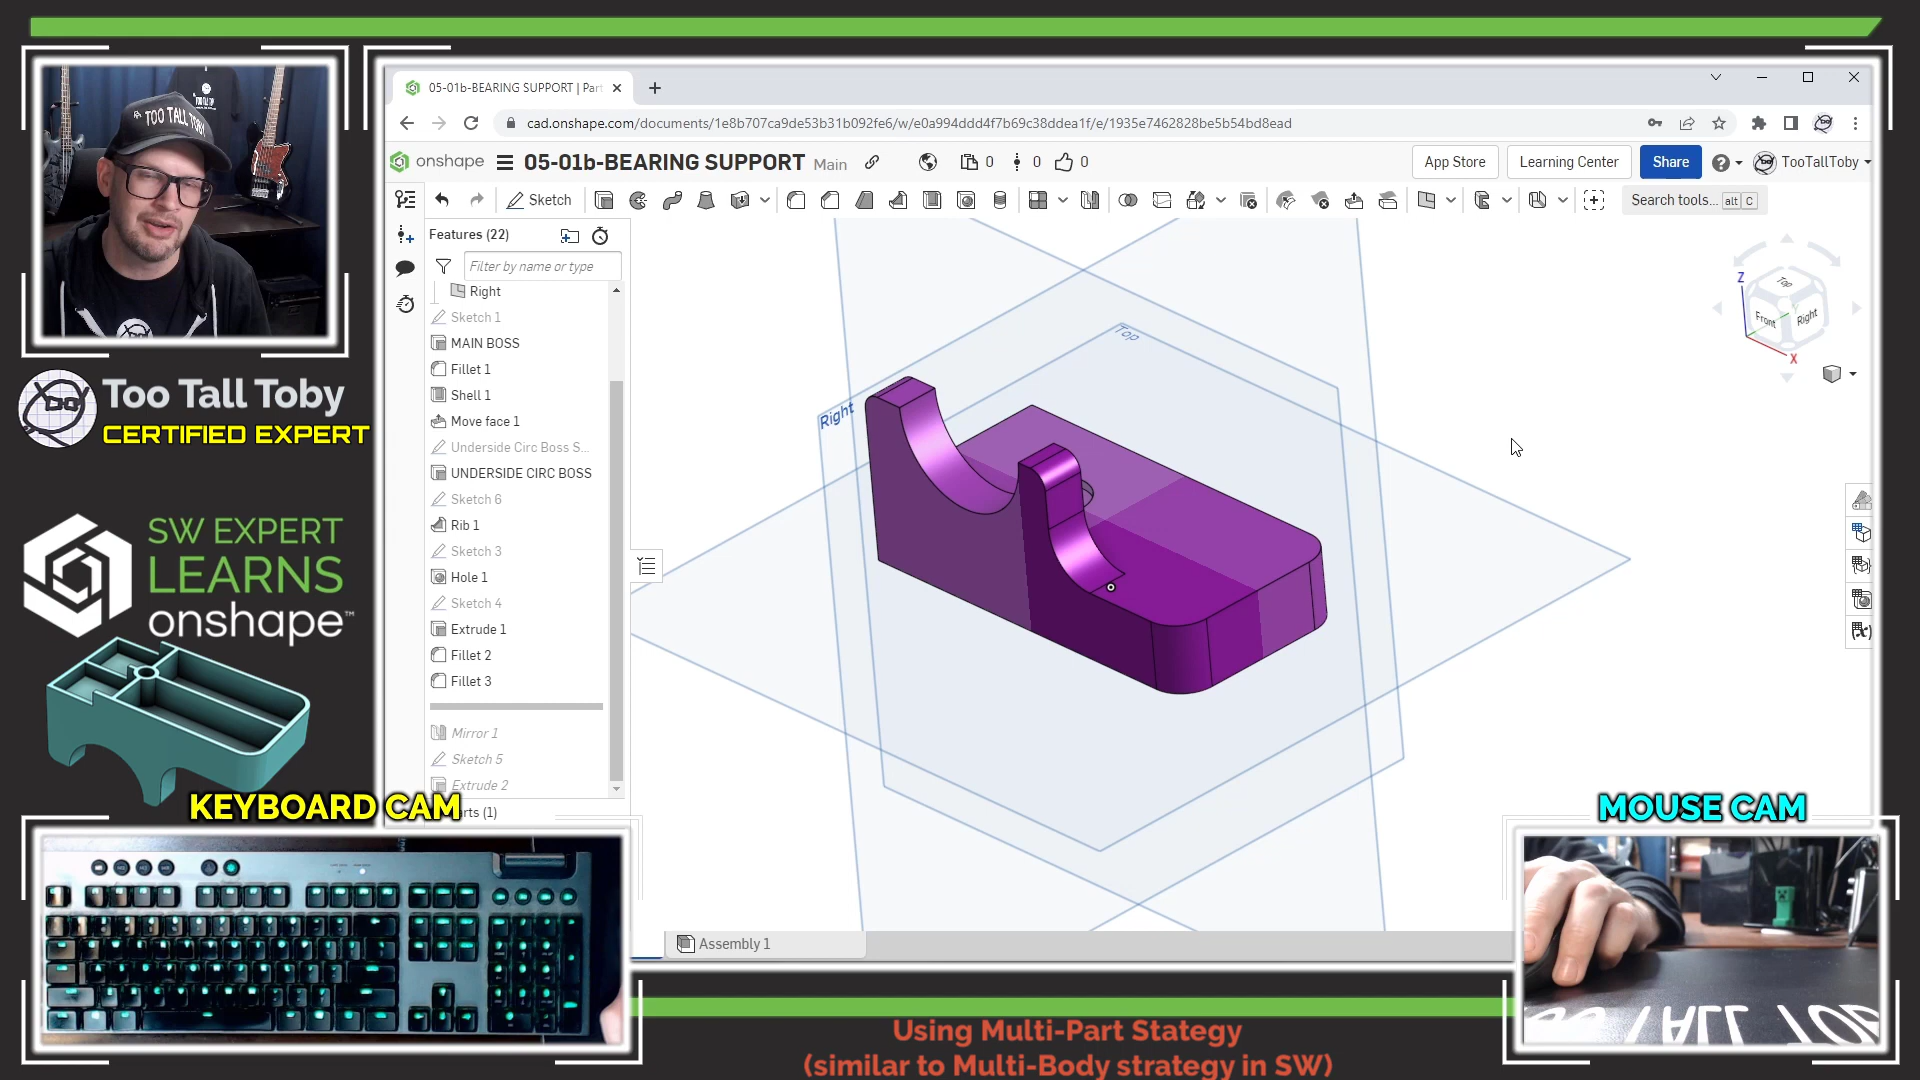 05-01b-BEARING SUPPORT | Par
cad.onshape.com/documents/1e8b707ca9de53b31b092fe6/w/e0a994ddd4f7b69c38ddea1f/e/1935e7462828be5b54bd8ead
onshape
05-01b-BEARING SUPPORT
Main
0
0
0
App Store
Learning Center
Share
TooTallToby
Sketch
Search tools...
alt
C
Features (22)
Filter by name or type
Right
Sketch 1
MAIN BOSS
Fillet 1
Shell 1
Move face 1
Underside Circ Boss S...
UNDERSIDE CIRC BOSS
Sketch 6
Rib 1
Sketch 3
Hole 1
Sketch 4
Extrude 1
Fillet 2
Fillet 3
Mirror 1
Sketch 5
Extrude 2
rts (1)
Top
Right
Z
Top
Front
Right
X
Assembly 1
TOO TALL TOBY
Too Tall Toby
CERTIFIED EXPERT
SW EXPERT
LEARNS
onshape™
KEYBOARD CAM
MOUSE CAM
TOO TALL TOB
Using Multi-Part Stategy
(similar to Multi-Body strategy in SW)